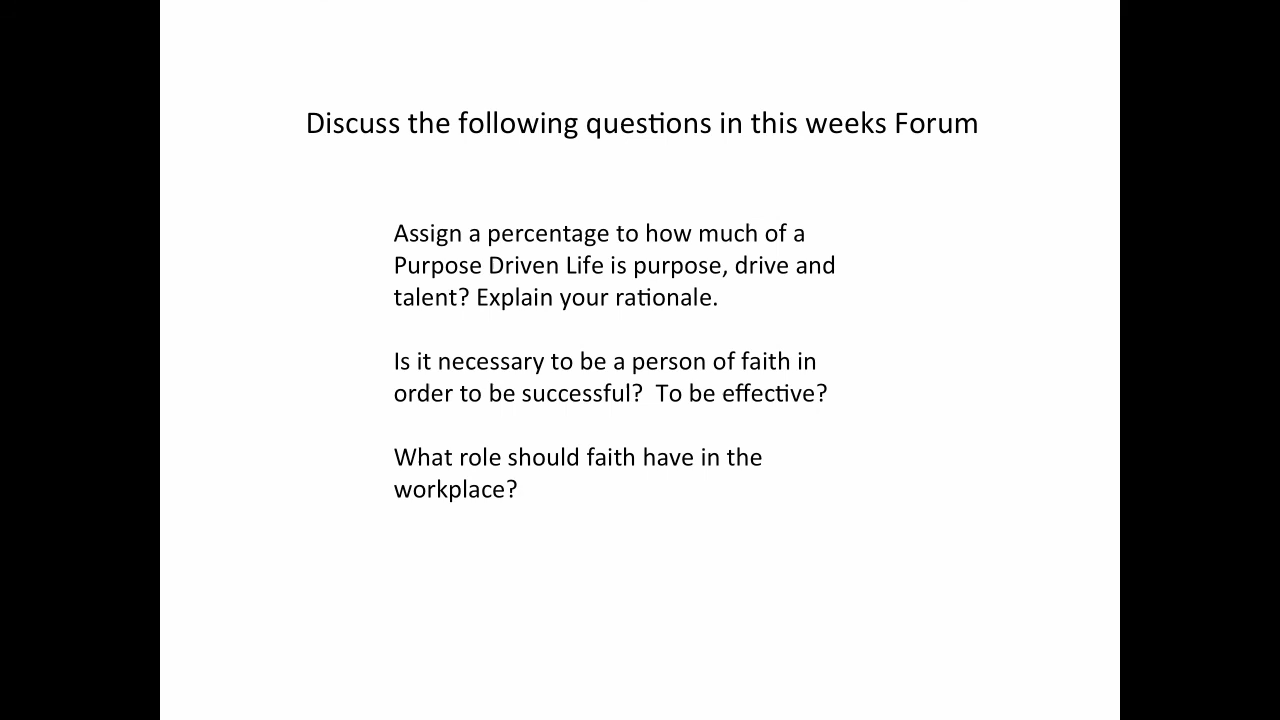 Discuss the following questions in this weeks Forum
Assign a percentage to how much of a
Purpose Driven Life is purpose, drive and
talent? Explain your rationale.
Is it necessary to be a person of faith in
order to be successful?  To be effective?
What role should faith have in the
workplace?